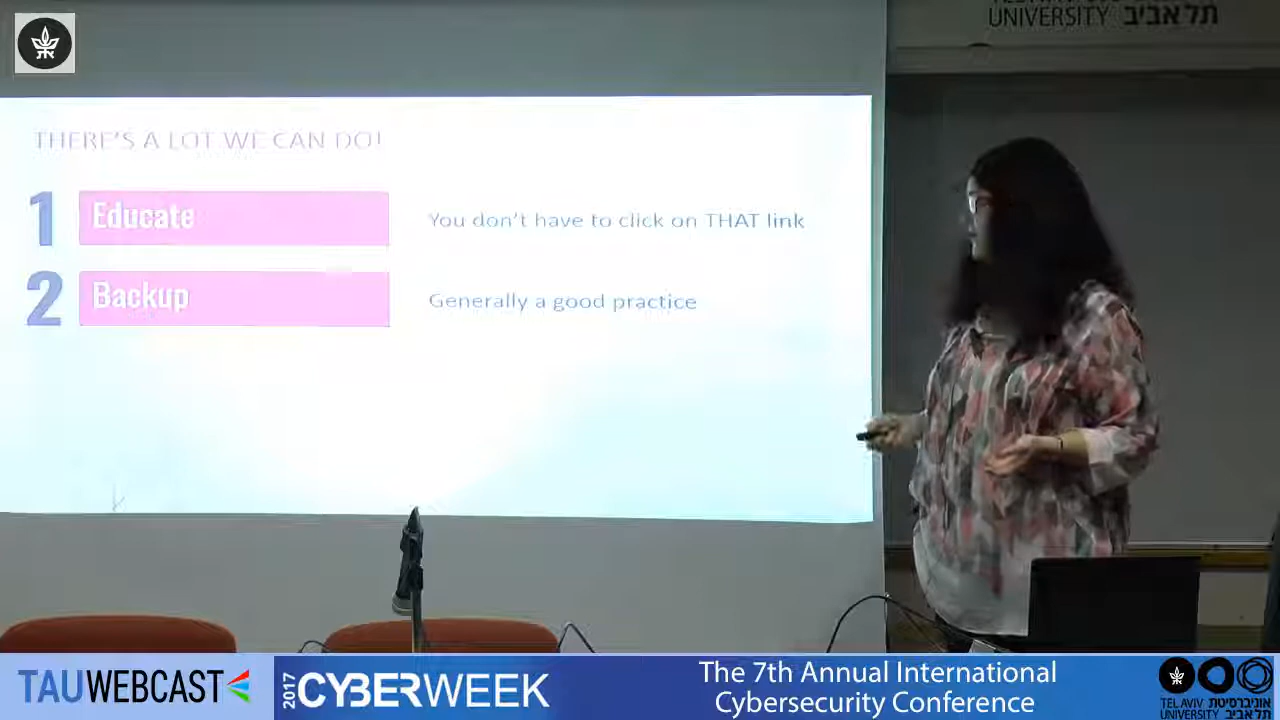 UNIVERSITY תל אביב
THERE'S A LOT WE CAN DO!
1 Educate
You don't have to click on THAT link
2 Backup
Generally a good practice
TAUWEBCAST
2017 CYBERWEEK
The 7th Annual International
Cybersecurity Conference
TEL AVIV אוניברסיטת
UNIVERSITY תל אביב